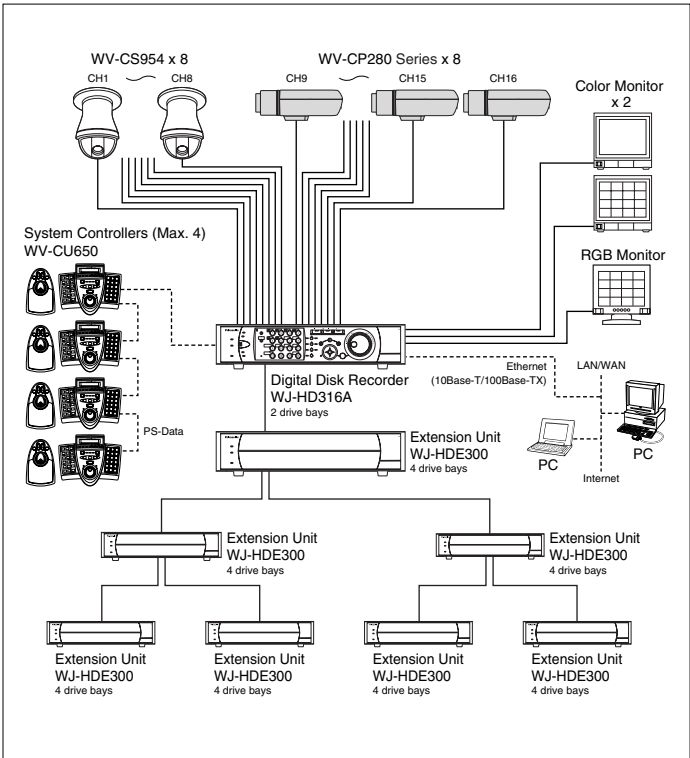 WV-CS954 x 8
CH1
CH8
WV-CP280 Series x 8
CH9
CH15
CH16
Color Monitor
x 2
System Controllers (Max. 4)
WV-CU650
RGB Monitor
Digital Disk Recorder
WJ-HD316A
2 drive bays
Ethernet
(10Base-T/100Base-TX)
LAN/WAN
PS-Data
PC
PC
Internet
Extension Unit
WJ-HDE300
4 drive bays
Extension Unit
WJ-HDE300
4 drive bays
Extension Unit
WJ-HDE300
4 drive bays
Extension Unit
WJ-HDE300
4 drive bays
Extension Unit
WJ-HDE300
4 drive bays
Extension Unit
WJ-HDE300
4 drive bays
Extension Unit
WJ-HDE300
4 drive bays